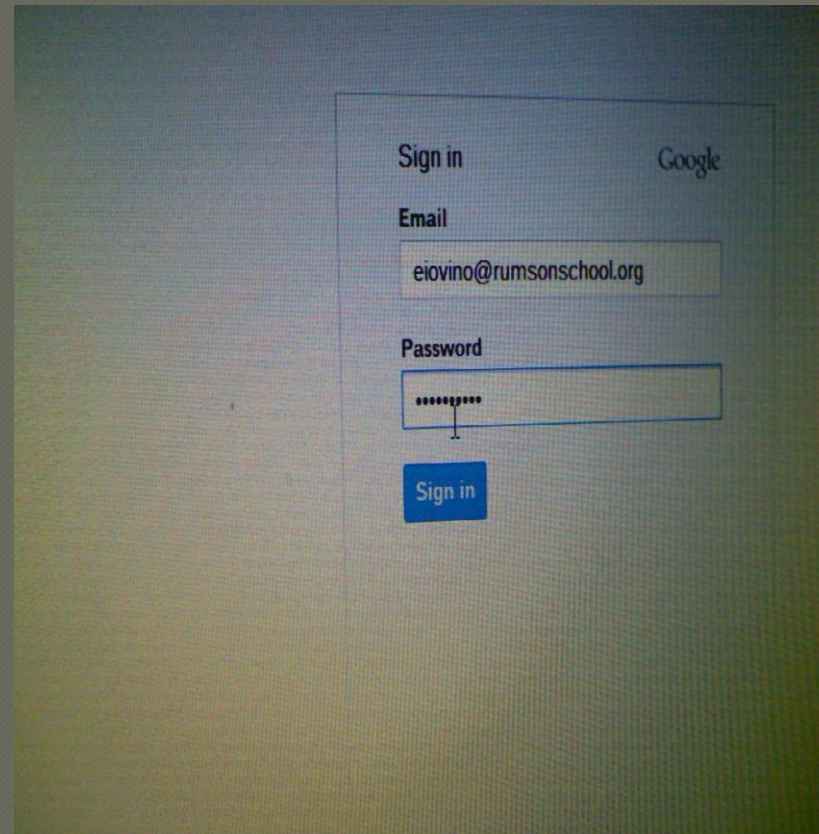 Sign in
Google
Email
eiovino@rumsonschool.org
Password
••••••••••
Sign in